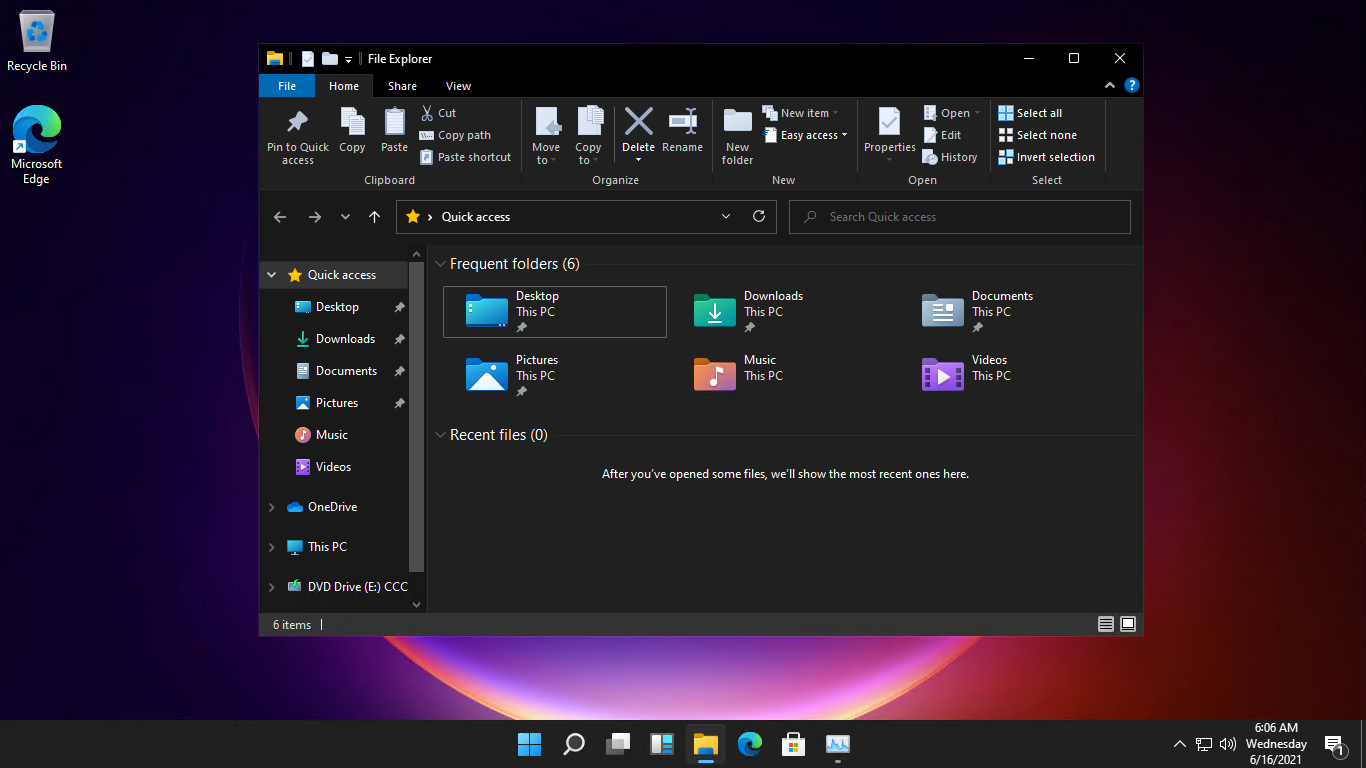 Recycle Bin
Microsoft
Edge
File Explorer
File
Home
Share
View
Pin to Quick
access
Copy
Paste
Cut
Copy path
Paste shortcut
Clipboard
Move
to
Copy
to
Delete
Rename
Organize
New
folder
New item
Easy access
New
Properties
Open
Edit
History
Open
Select all
Select none
Invert selection
Select
Quick access
Search Quick access
Quick access
Desktop
Downloads
Documents
Pictures
Music
Videos
OneDrive
This PC
DVD Drive (E:) CCC
Frequent folders (6)
Desktop
This PC
Downloads
This PC
Documents
This PC
Pictures
This PC
Music
This PC
Videos
This PC
Recent files (0)
After you've opened some files, we'll show the most recent ones here.
6 items
6:06 AM
Wednesday
6/16/2021
1